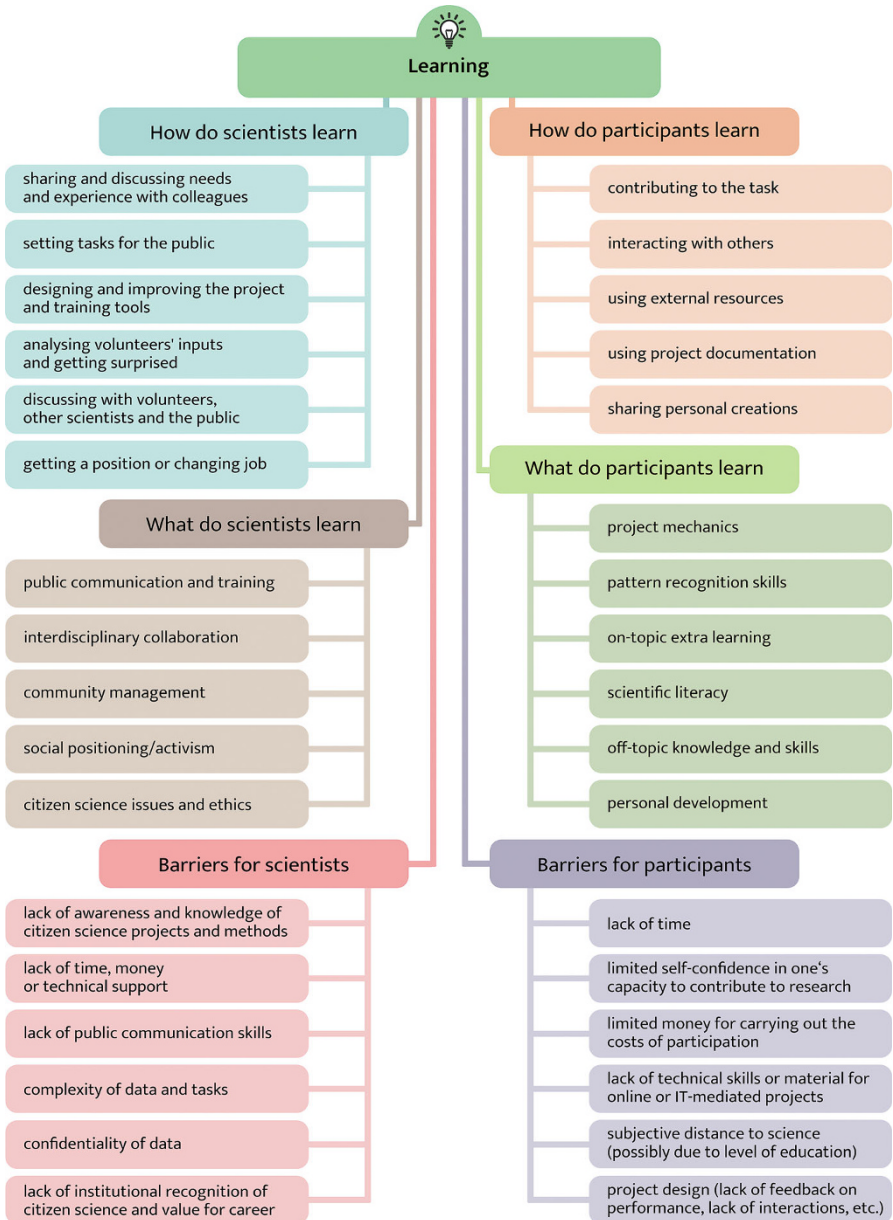 Learning
How do scientists learn
sharing and discussing needs
and experience with colleagues
setting tasks for the public
designing and improving the project
and training tools
analysing volunteers' inputs
and getting surprised
discussing with volunteers,
other scientists and the public
getting a position or changing job
What do scientists learn
public communication and training
interdisciplinary collaboration
community management
social positioning/activism
citizen science issues and ethics
Barriers for scientists
lack of awareness and knowledge of
citizen science projects and methods
lack of time, money
or technical support
lack of public communication skills
complexity of data and tasks
confidentiality of data
lack of institutional recognition of
citizen science and value for career
How do participants learn
contributing to the task
interacting with others
using external resources
using project documentation
sharing personal creations
What do participants learn
project mechanics
pattern recognition skills
on-topic extra learning
scientific literacy
off-topic knowledge and skills
personal development
Barriers for participants
lack of time
limited self-confidence in one‘s
capacity to contribute to research
limited money for carrying out the
costs of participation
lack of technical skills or material for
online or IT-mediated projects
subjective distance to science
(possibly due to level of education)
project design (lack of feedback on
performance, lack of interactions, etc.)